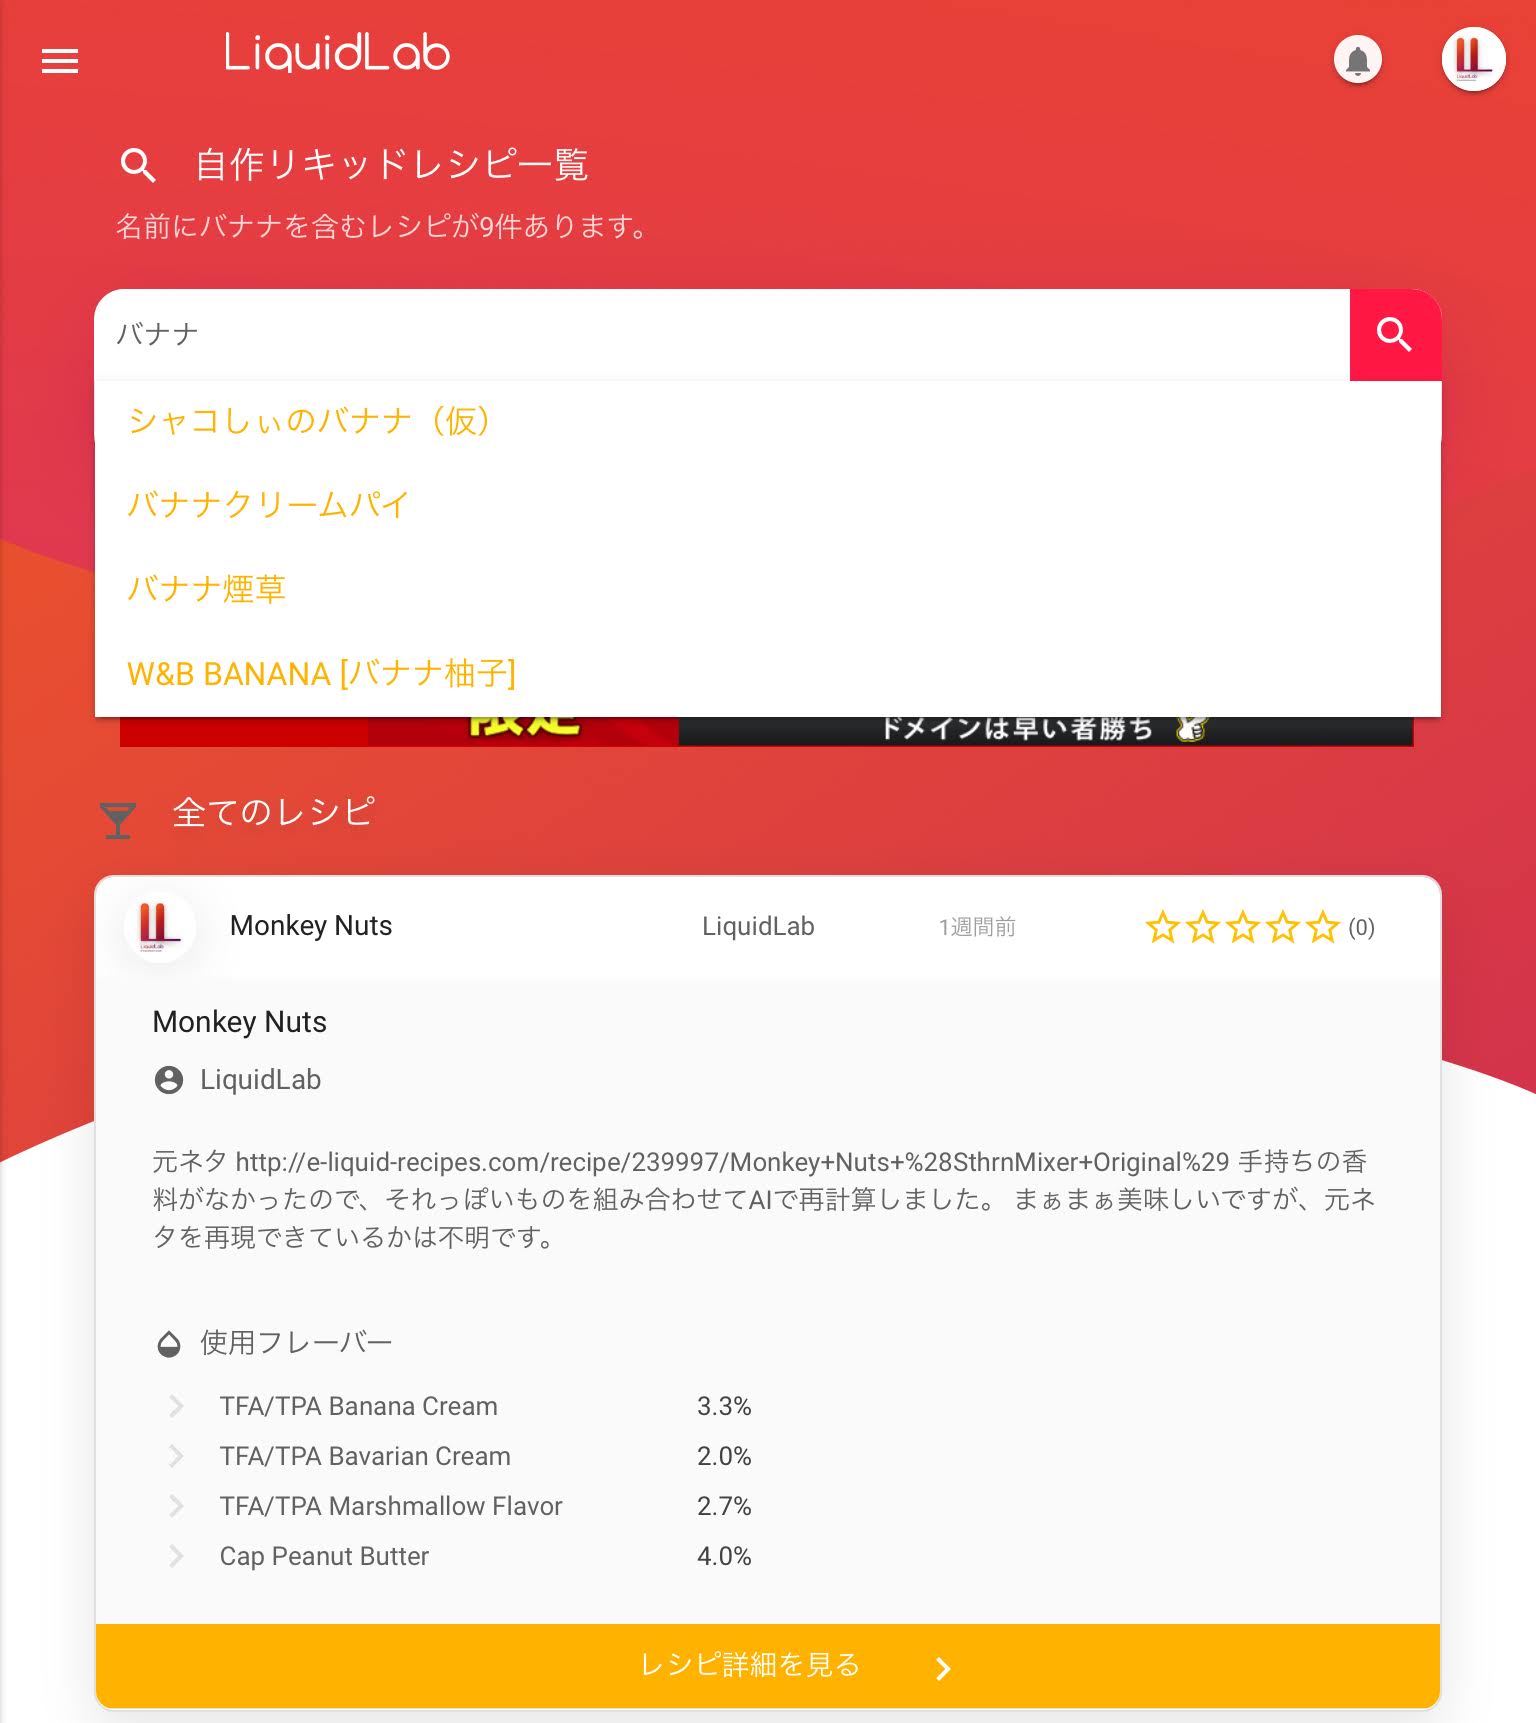 LiquidLab
自作リキッドレシピ一覧
名前にバナナを含むレシピが9件あります。
バナナ
シャコしぃのバナナ（仮）
バナナクリームパイ
バナナ煙草
W&B BANANA [バナナ柚子]
限定
ドメインは早い者勝ち
全てのレシピ
Monkey Nuts LiquidLab 1週間前 (0)
Monkey Nuts
LiquidLab
元ネタ http://e-liquid-recipes.com/recipe/239997/Monkey+Nuts+%28SthrnMixer+Original%29 手持ちの香
料がなかったので、それっぽいものを組み合わせてAIで再計算しました。 まぁまぁ美味しいですが、元ネ
タを再現できているかは不明です。
使用フレーバー
TFA/TPA Banana Cream 3.3%
TFA/TPA Bavarian Cream 2.0%
TFA/TPA Marshmallow Flavor 2.7%
Cap Peanut Butter 4.0%
レシピ詳細を見る